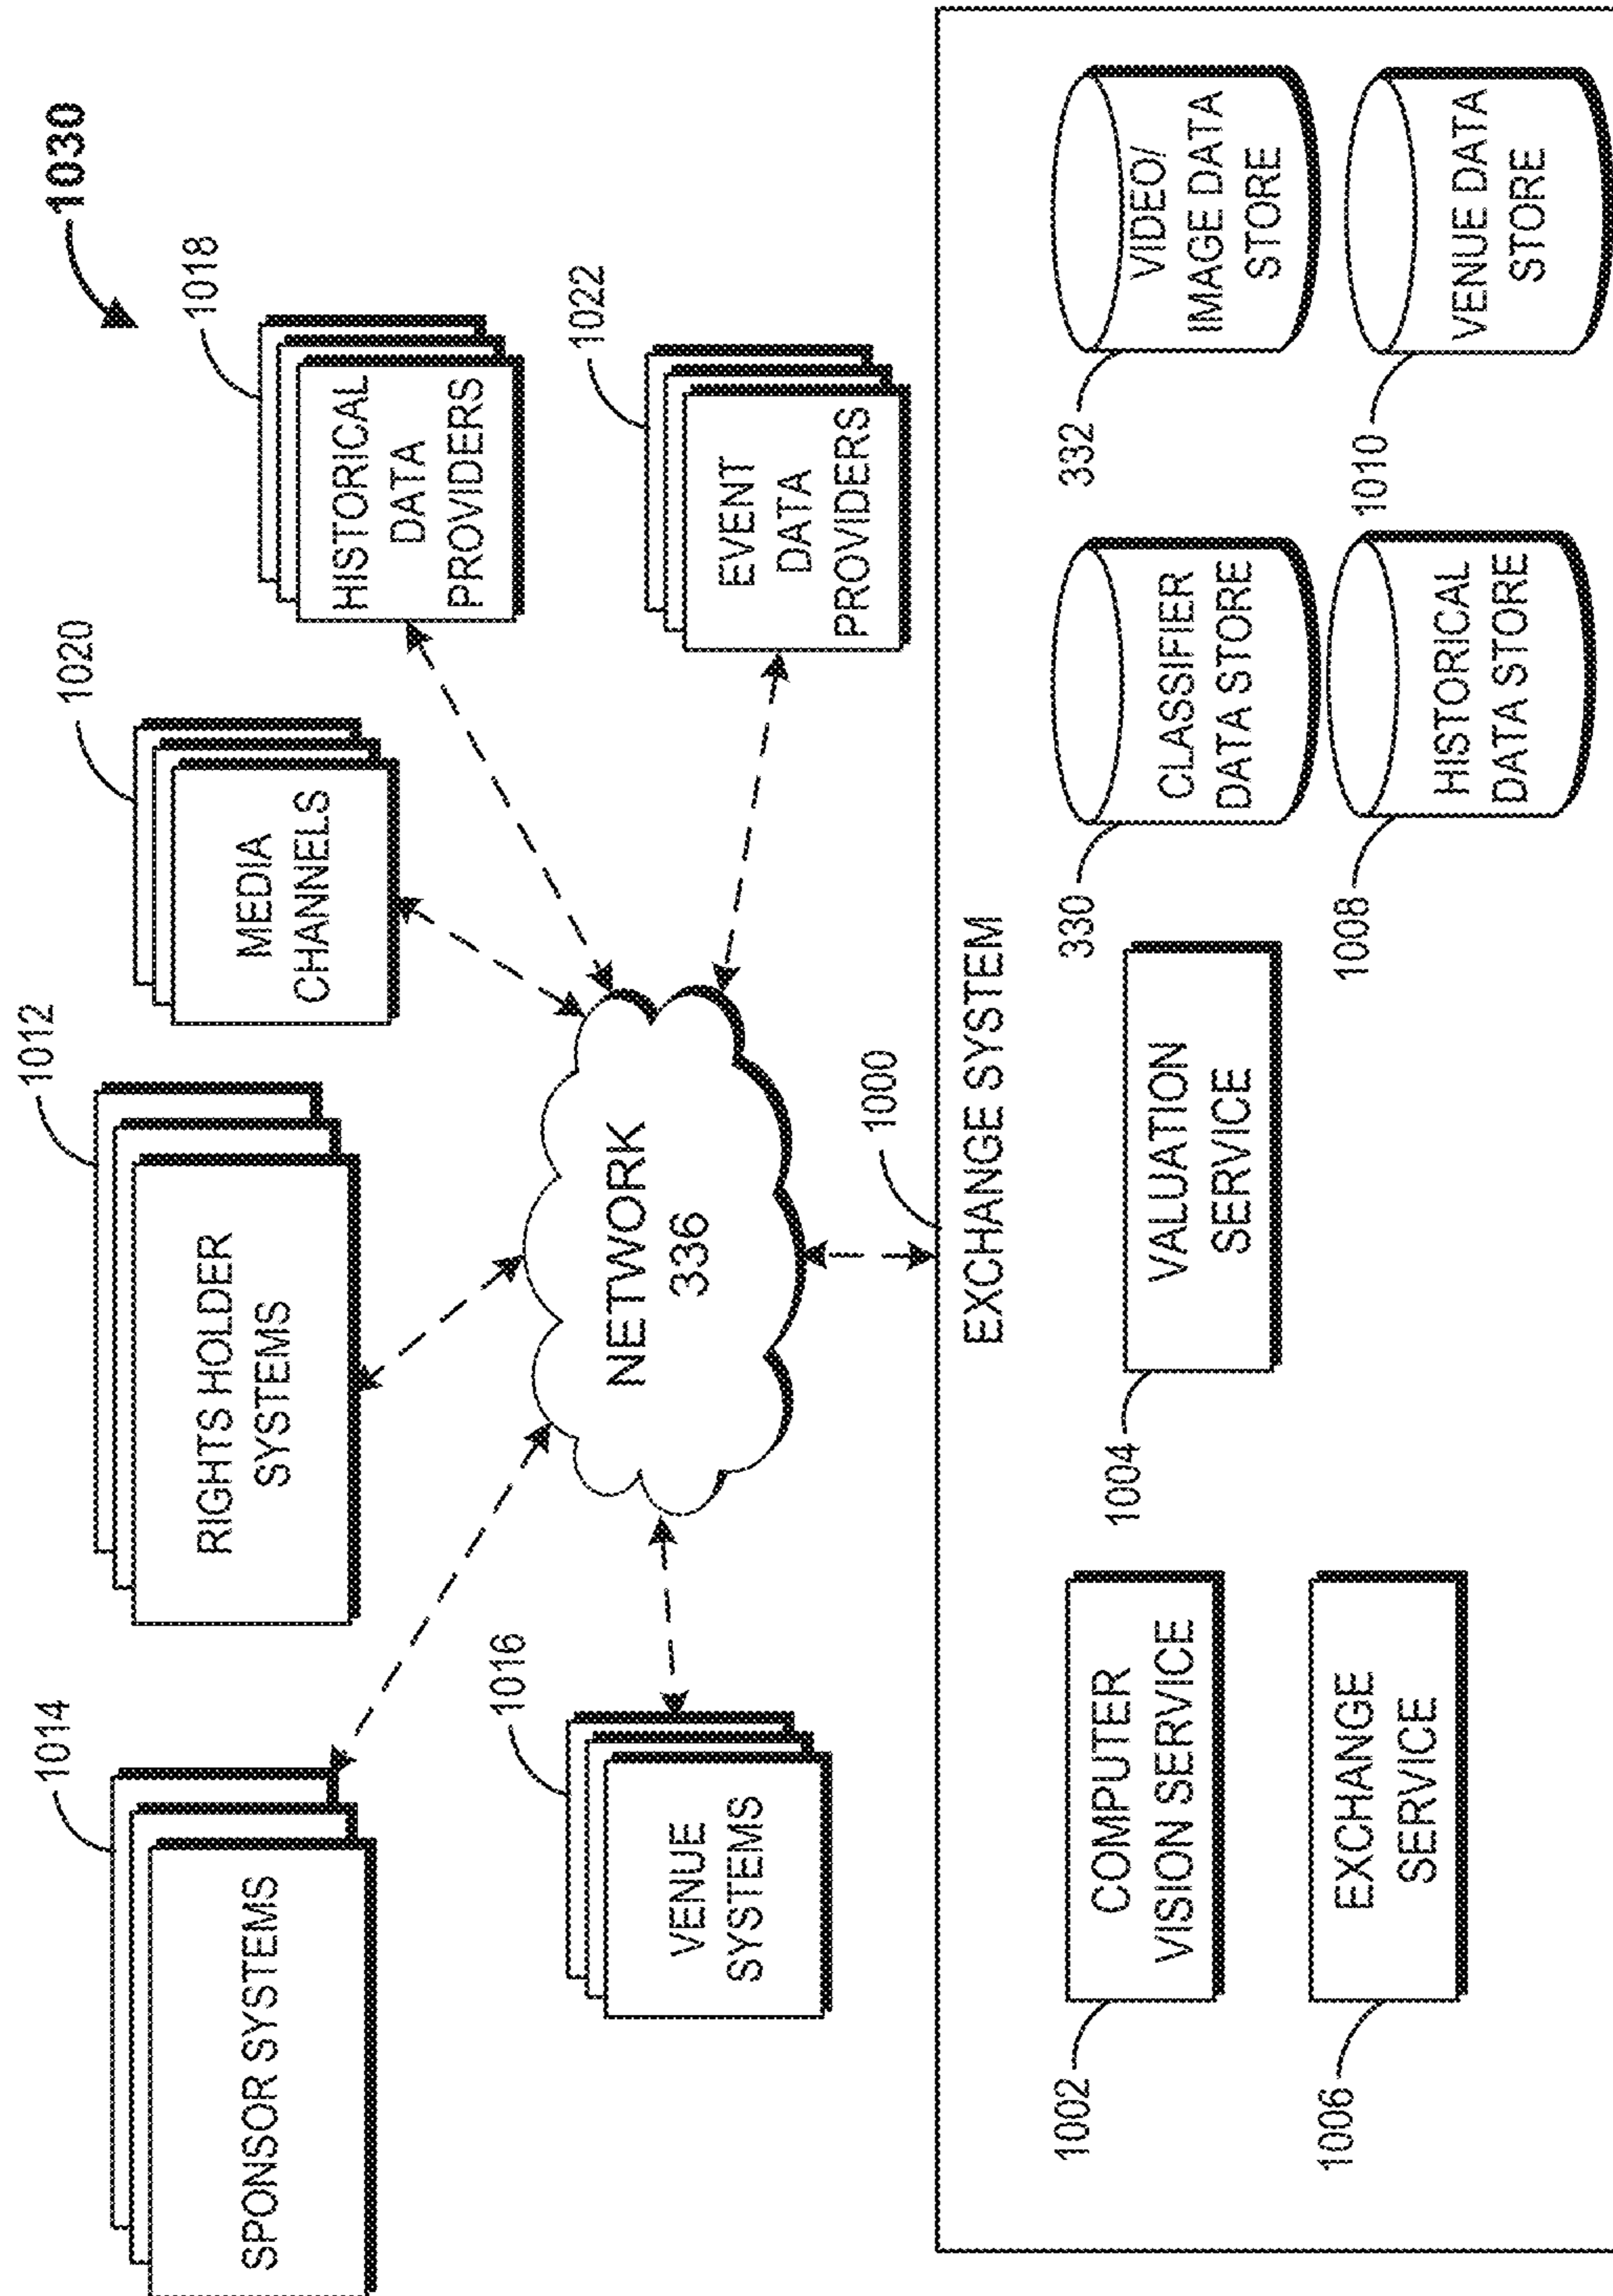 1030
1014
SPONSOR SYSTEMS
1012
RIGHTS HOLDER
SYSTEMS
1020
MEDIA
CHANNELS
1018
HISTORICAL
DATA
PROVIDERS
1016
VENUE
SYSTEMS
NETWORK
336
1022
EVENT
DATA
PROVIDERS
1000
EXCHANGE SYSTEM
1002
COMPUTER
VISION SERVICE
1004
VALUATION
SERVICE
330
CLASSIFIER
DATA STORE
332
VIDEO/
IMAGE DATA
STORE
1006
EXCHANGE
SERVICE
1008
HISTORICAL
DATA STORE
1010
VENUE DATA
STORE